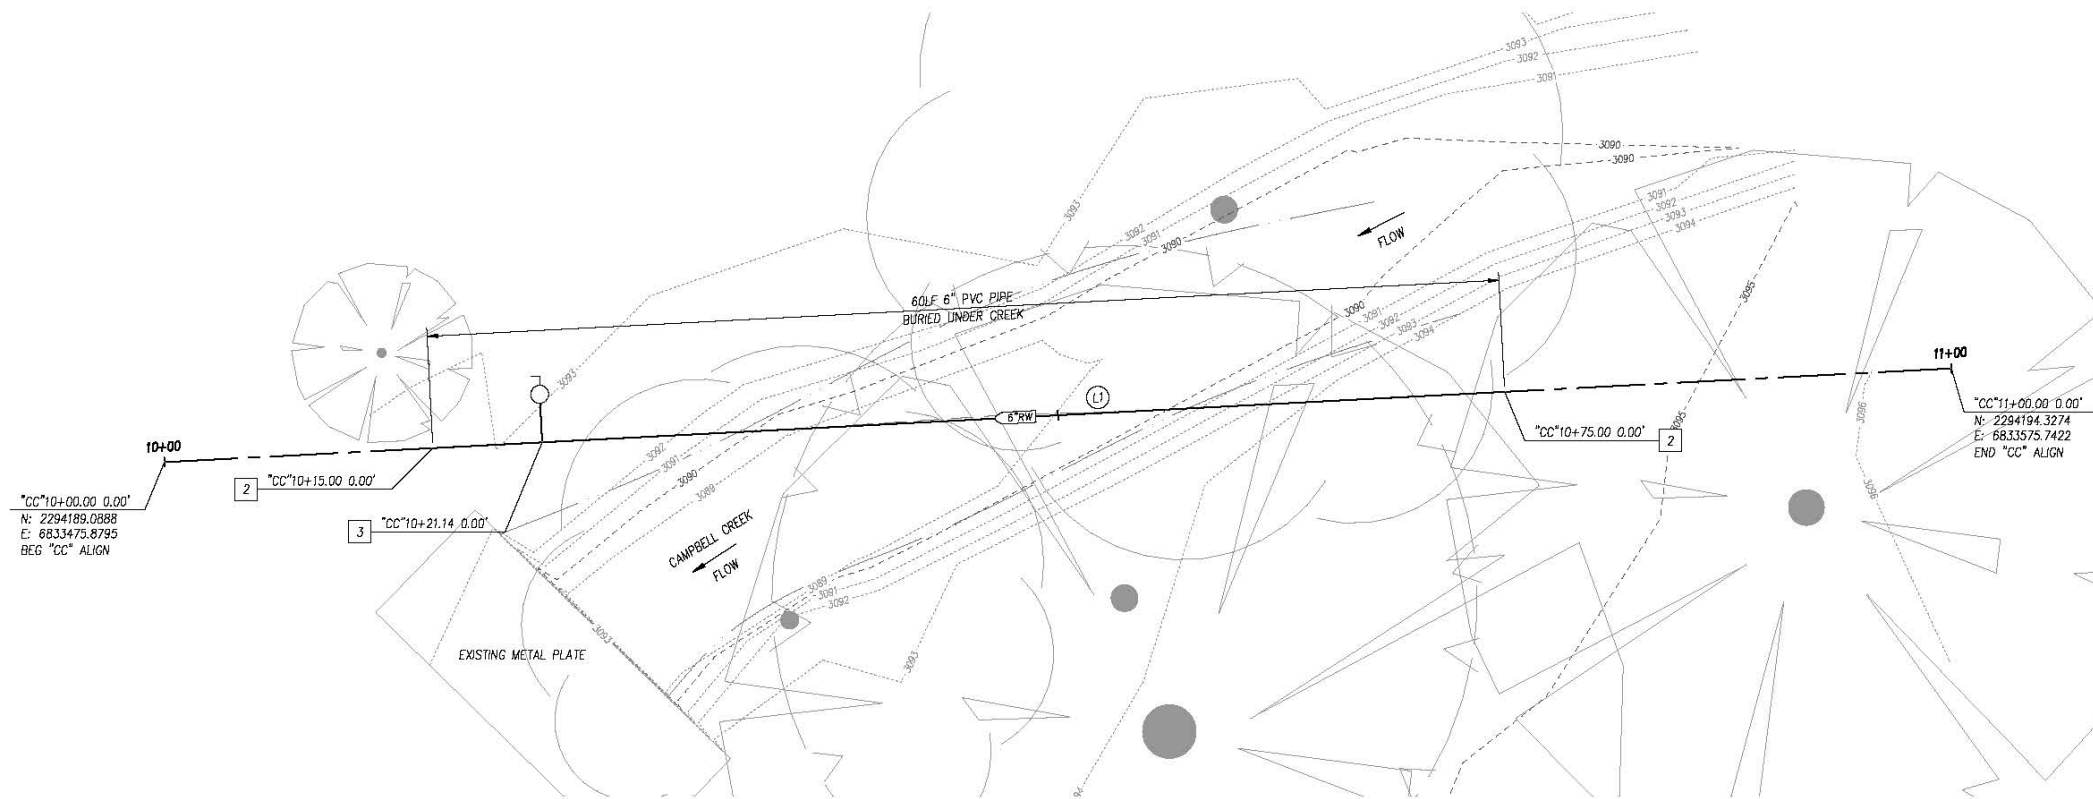 3093
3092
3091
3090
3090
3091
3092
3093
3094
3093
3092
3091
3090
FLOW
60LF 6" PVC PIPE
BURIED UNDER CREEK
3090
3091
3092
3093
3094
3095
11+00
3093
L1
6"RW
"CC"11+00.00 0.00'
N: 2294194.3274
E: 6833575.7422
END "CC" ALIGN
3096
3095
"CC"10+75.00 0.00'
2
10+00
3092
3091
3090
3089
3096
2
"CC"10+15.00 0.00'
"CC"10+00.00 0.00'
N: 2294189.0888
E: 6833475.8795
BEG "CC" ALIGN
3
"CC"10+21.14 0.00'
CAMPBELL CREEK
FLOW
3089
3091
3092
3093
EXISTING METAL PLATE
3093